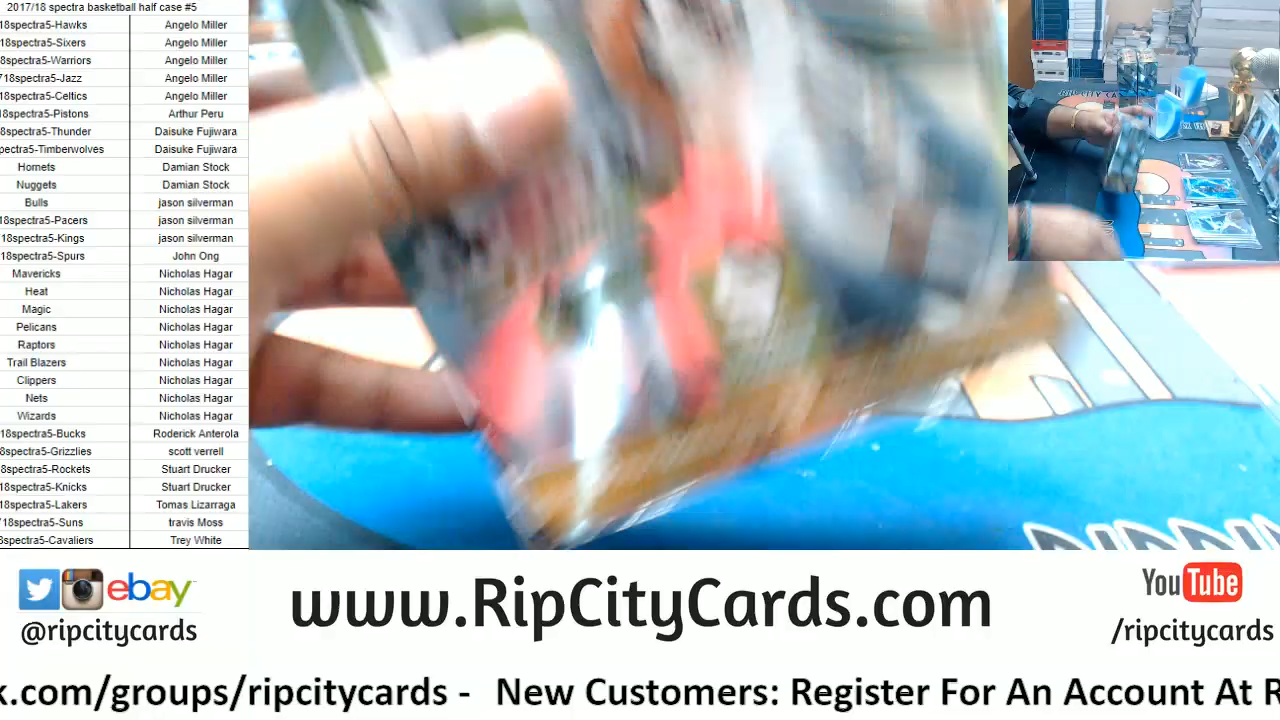 2017/18 spectra basketball half case #5
18spectra5-Hawks Angelo Miller
18spectra5-Sixers Angelo Miller
8spectra5-Warriors Angelo Miller
/18spectra5-Jazz Angelo Miller
18spectra5-Celtics Angelo Miller
18spectra5-Pistons Arthur Peru
8spectra5-Thunder Daisuke Fujiwara
pectra5-Timberwolves Daisuke Fujiwara
Hornets Damian Stock
Nuggets Damian Stock
Bulls jason silverman
18spectra5-Pacers jason silverman
/18spectra5-Kings jason silverman
18spectra5-Spurs John Ong
Mavericks Nicholas Hagar
Heat Nicholas Hagar
Magic Nicholas Hagar
Pelicans Nicholas Hagar
Raptors Nicholas Hagar
Trail Blazers Nicholas Hagar
Clippers Nicholas Hagar
Nets Nicholas Hagar
Wizards Nicholas Hagar
18spectra5-Bucks Roderick Anterola
8spectra5-Grizzlies scott verrell
8spectra5-Rockets Stuart Drucker
18spectra5-Knicks Stuart Drucker
18spectra5-Lakers Tomas Lizarraga
/18spectra5-Suns travis Moss
8spectra5-Cavaliers Trey White
ebay
@ripcitycards
www.RipCityCards.com
YouTube
/ripcitycards
k.com/groups/ripcitycards - New Customers: Register For An Account At R